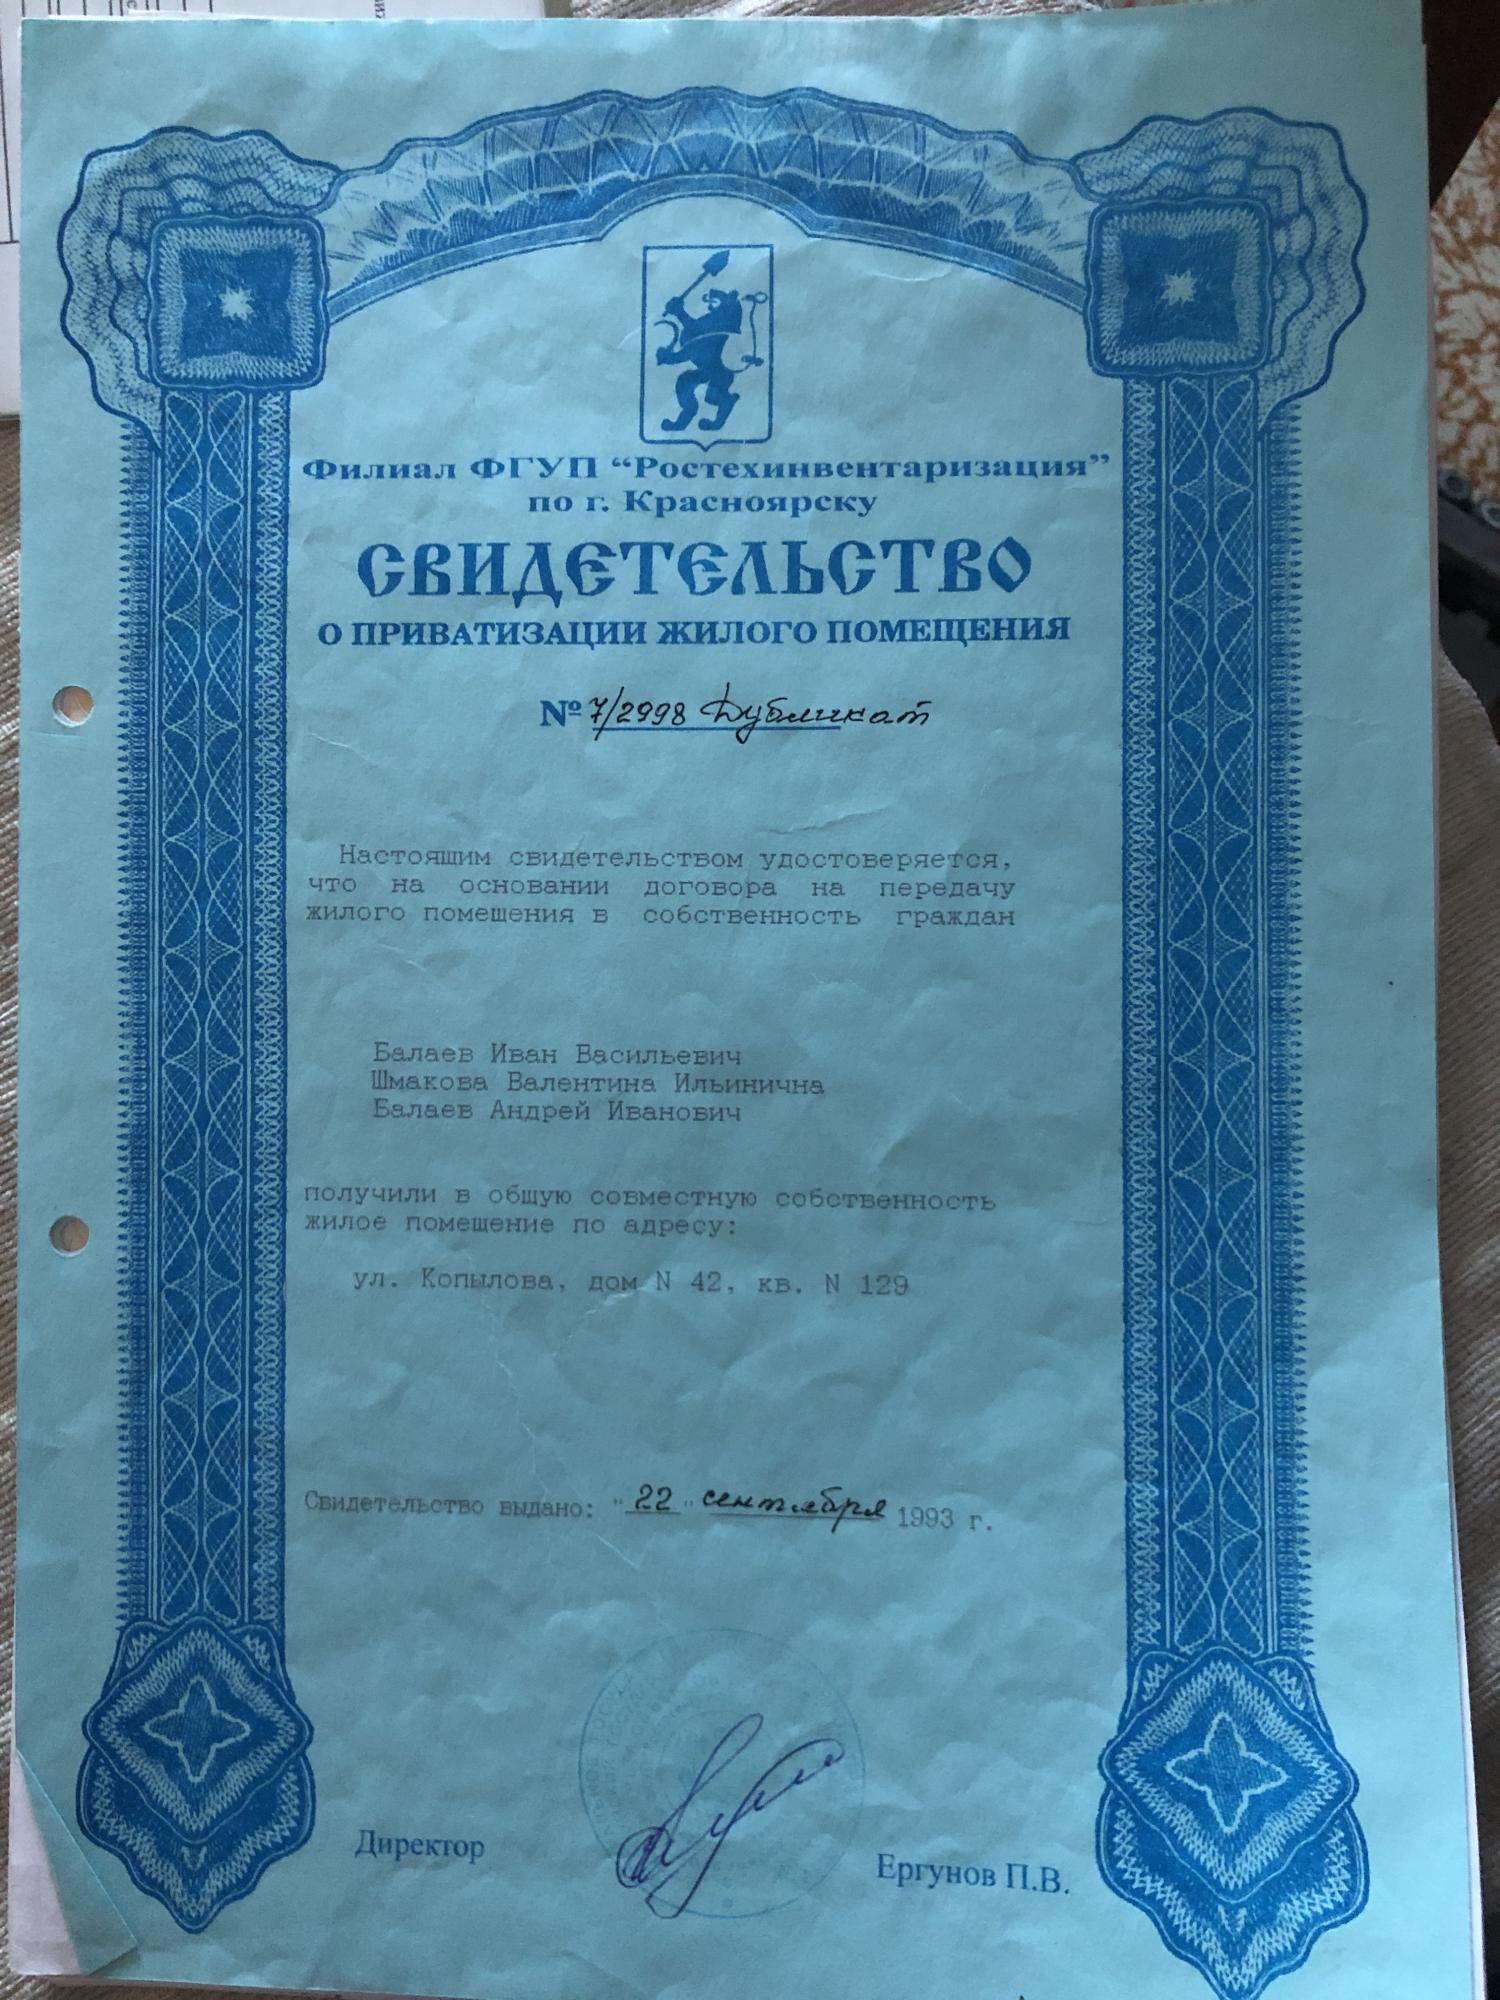 Филиал ФГУП “Ростехинвентаризация”
по г. Красноярску
СВИДЕТЕЛЬСТВО
О ПРИВАТИЗАЦИИ ЖИЛОГО ПОМЕЩЕНИЯ
№ 7/2998 Дубликат
Настоящим свидетельством удостоверяется,
что на основании договора на передачу
жилого помещения в собственность граждан
Балаев Иван Васильевич
Шмакова Валентина Ильинична
Балаев Андрей Иванович
получили в общую совместную собственность
жилое помещение по адресу:
ул. Копылова, дом N 42, кв. N 129
Свидетельство выдано: "22" сентября 1993 г.
Директор
Ергунов П.В.